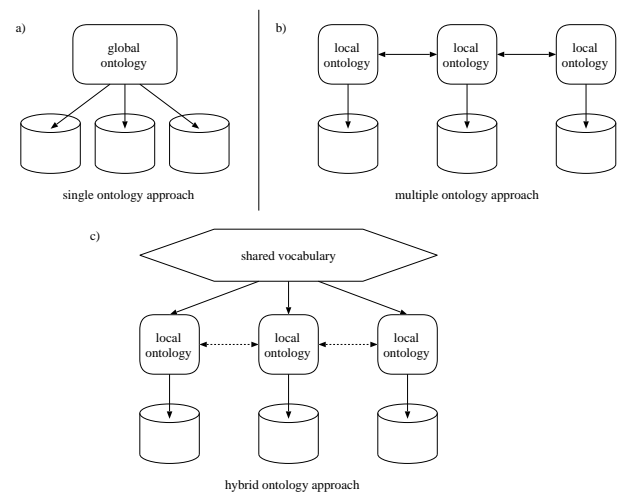 a)
global
ontology
single ontology approach
b)
local
ontology
local
ontology
local
ontology
multiple ontology approach
c)
shared vocabulary
local
ontology
local
ontology
local
ontology
hybrid ontology approach